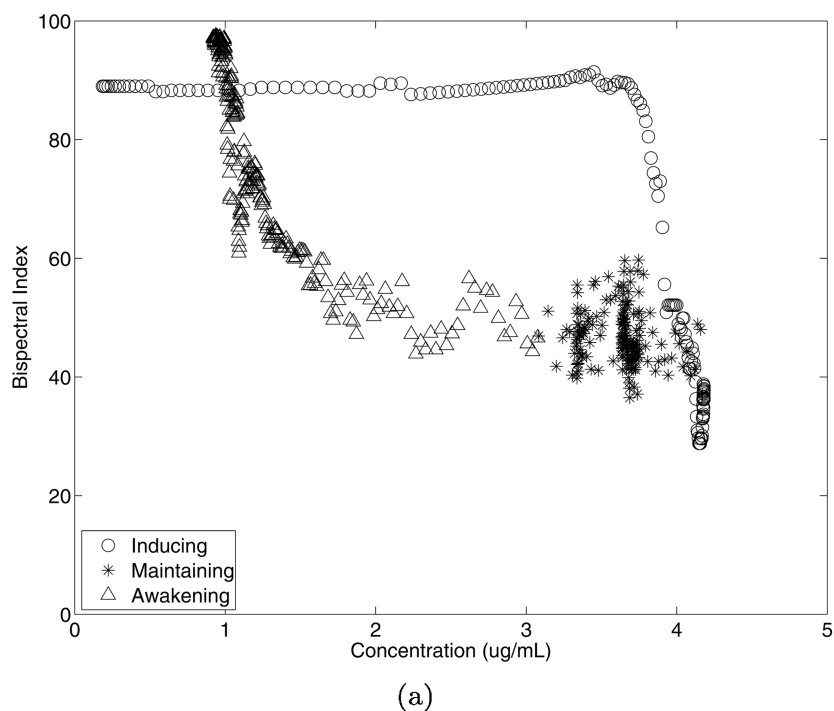 100
80
60
40
20
0
Bispectral Index
Inducing
Maintaining
Awakening
0 1 2 3 4 5
Concentration (ug/mL)
(a)